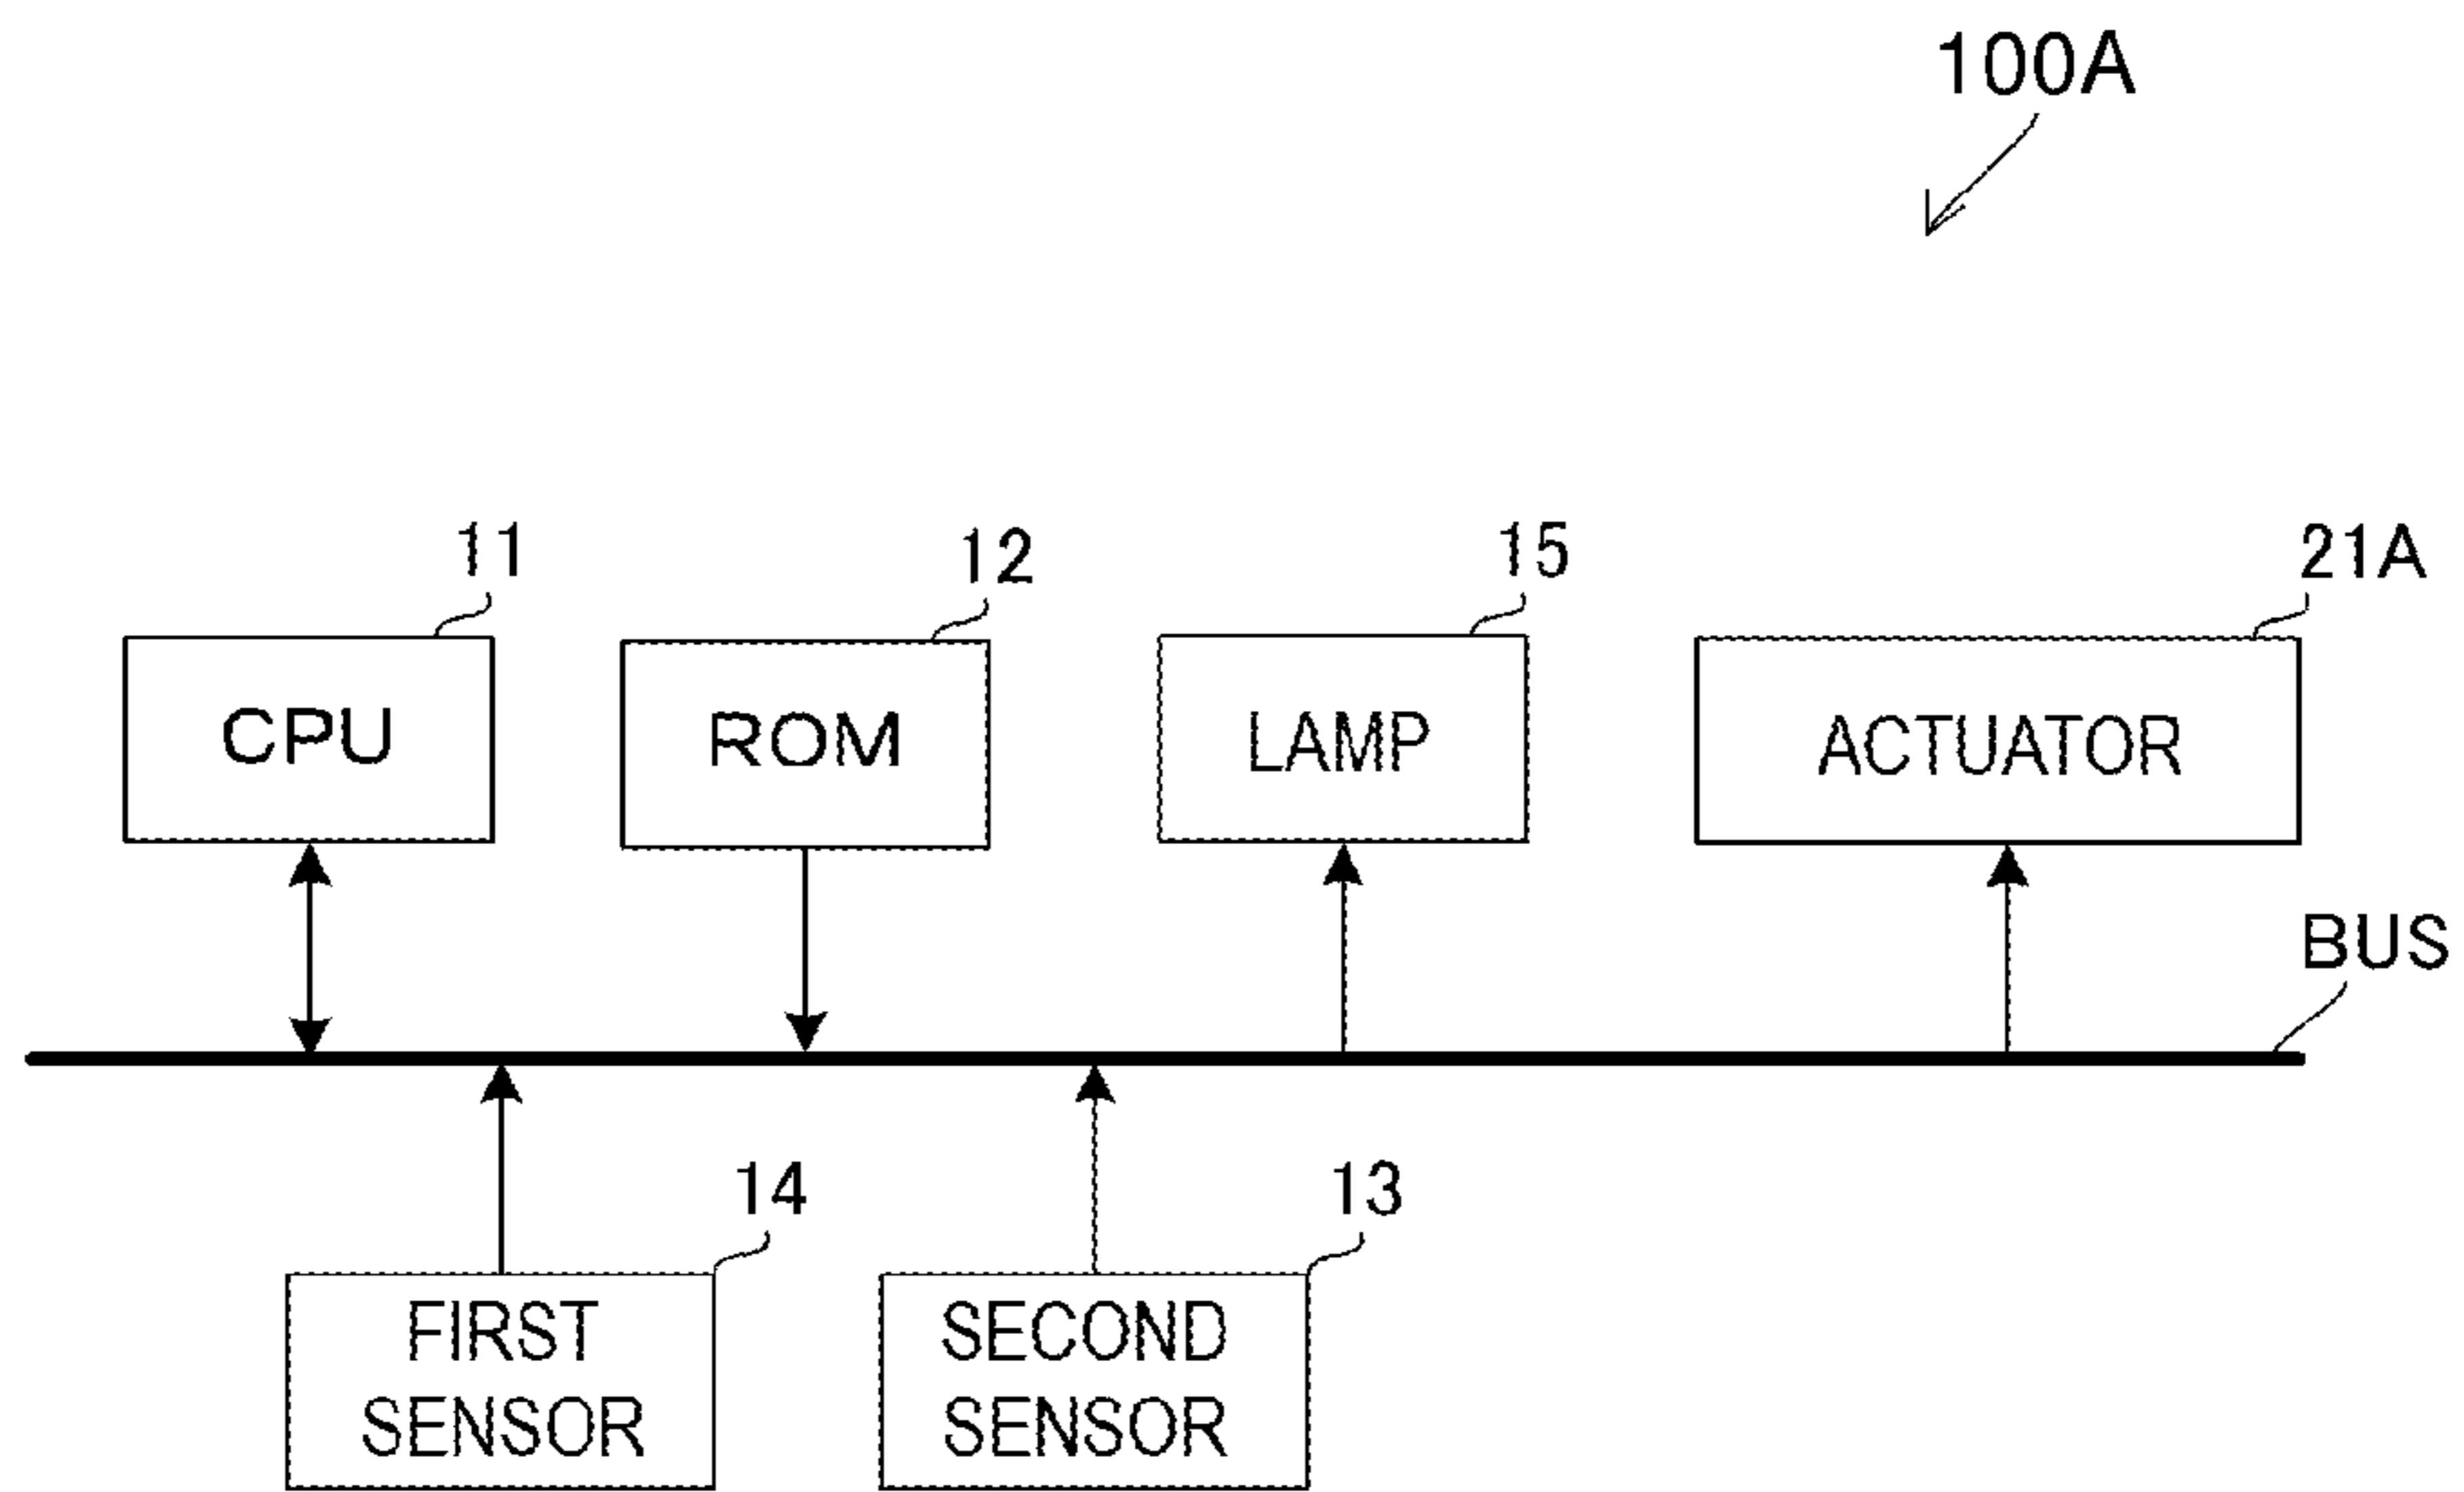 100A
11
12
15
21A
CPU
ROM
LAMP
ACTUATOR
BUS
14
13
FIRST
SENSOR
SECOND
SENSOR